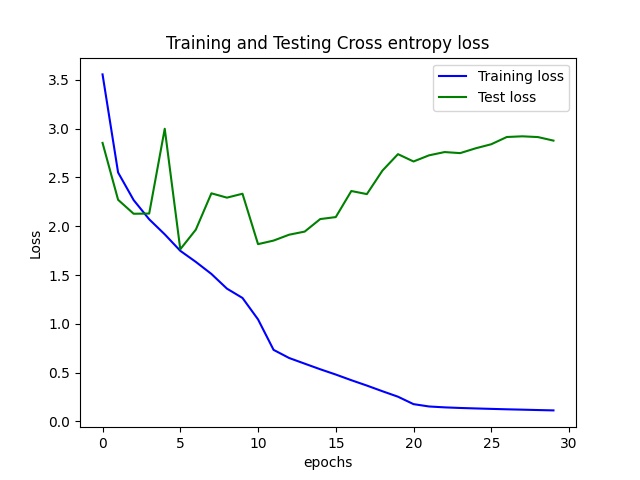 Training and Testing Cross entropy loss
Training loss
Test loss
3.5
3.0
2.5
2.0
1.5
1.0
0.5
0.0
Loss
0 5 10 15 20 25 30
epochs